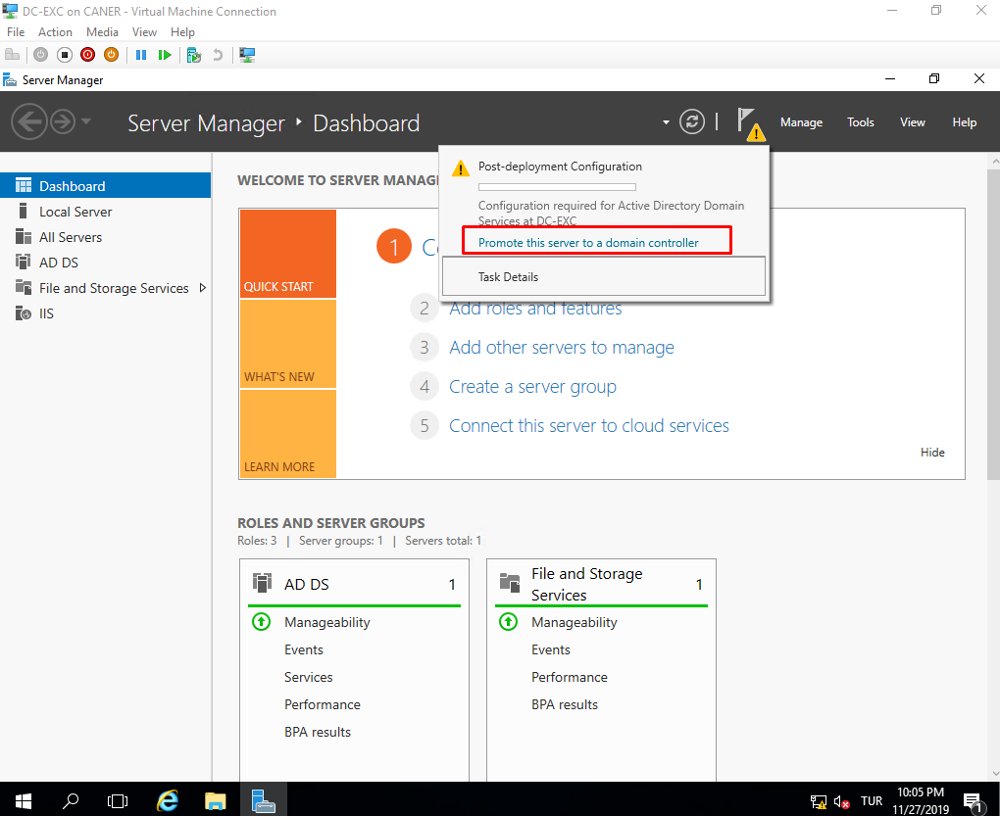 DC-EXC on CANER - Virtual Machine Connection
File Action Media View Help
Server Manager
Server Manager • Dashboard
Manage Tools View Help
Dashboard
Local Server
All Servers
AD DS
File and Storage Services
IIS
WELCOME TO SERVER MANAG
Post-deployment Configuration
Configuration required for Active Directory Domain
Services at DC-EXC
Promote this server to a domain controller
Task Details
QUICK START
WHAT'S NEW
LEARN MORE
1
2 Add roles and features
3 Add other servers to manage
4 Create a server group
5 Connect this server to cloud services
Hide
ROLES AND SERVER GROUPS
Roles: 3 | Server groups: 1 | Servers total: 1
AD DS 1
Manageability
Events
Services
Performance
BPA results
File and Storage
Services 1
Manageability
Events
Performance
BPA results
TUR
10:05 PM
11/27/2019
1